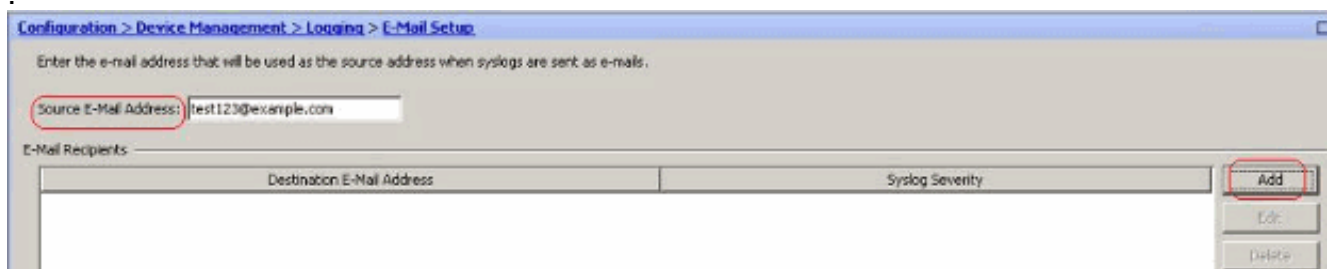 .
Configuration > Device Management > Logging > E-Mail Setup
Enter the e-mail address that will be used as the source address when syslogs are sent as e-mails.
Source E-Mail Address: test123@example.com
E-Mail Recipients
Destination E-Mail Address Syslog Severity Add
Edit
Delete